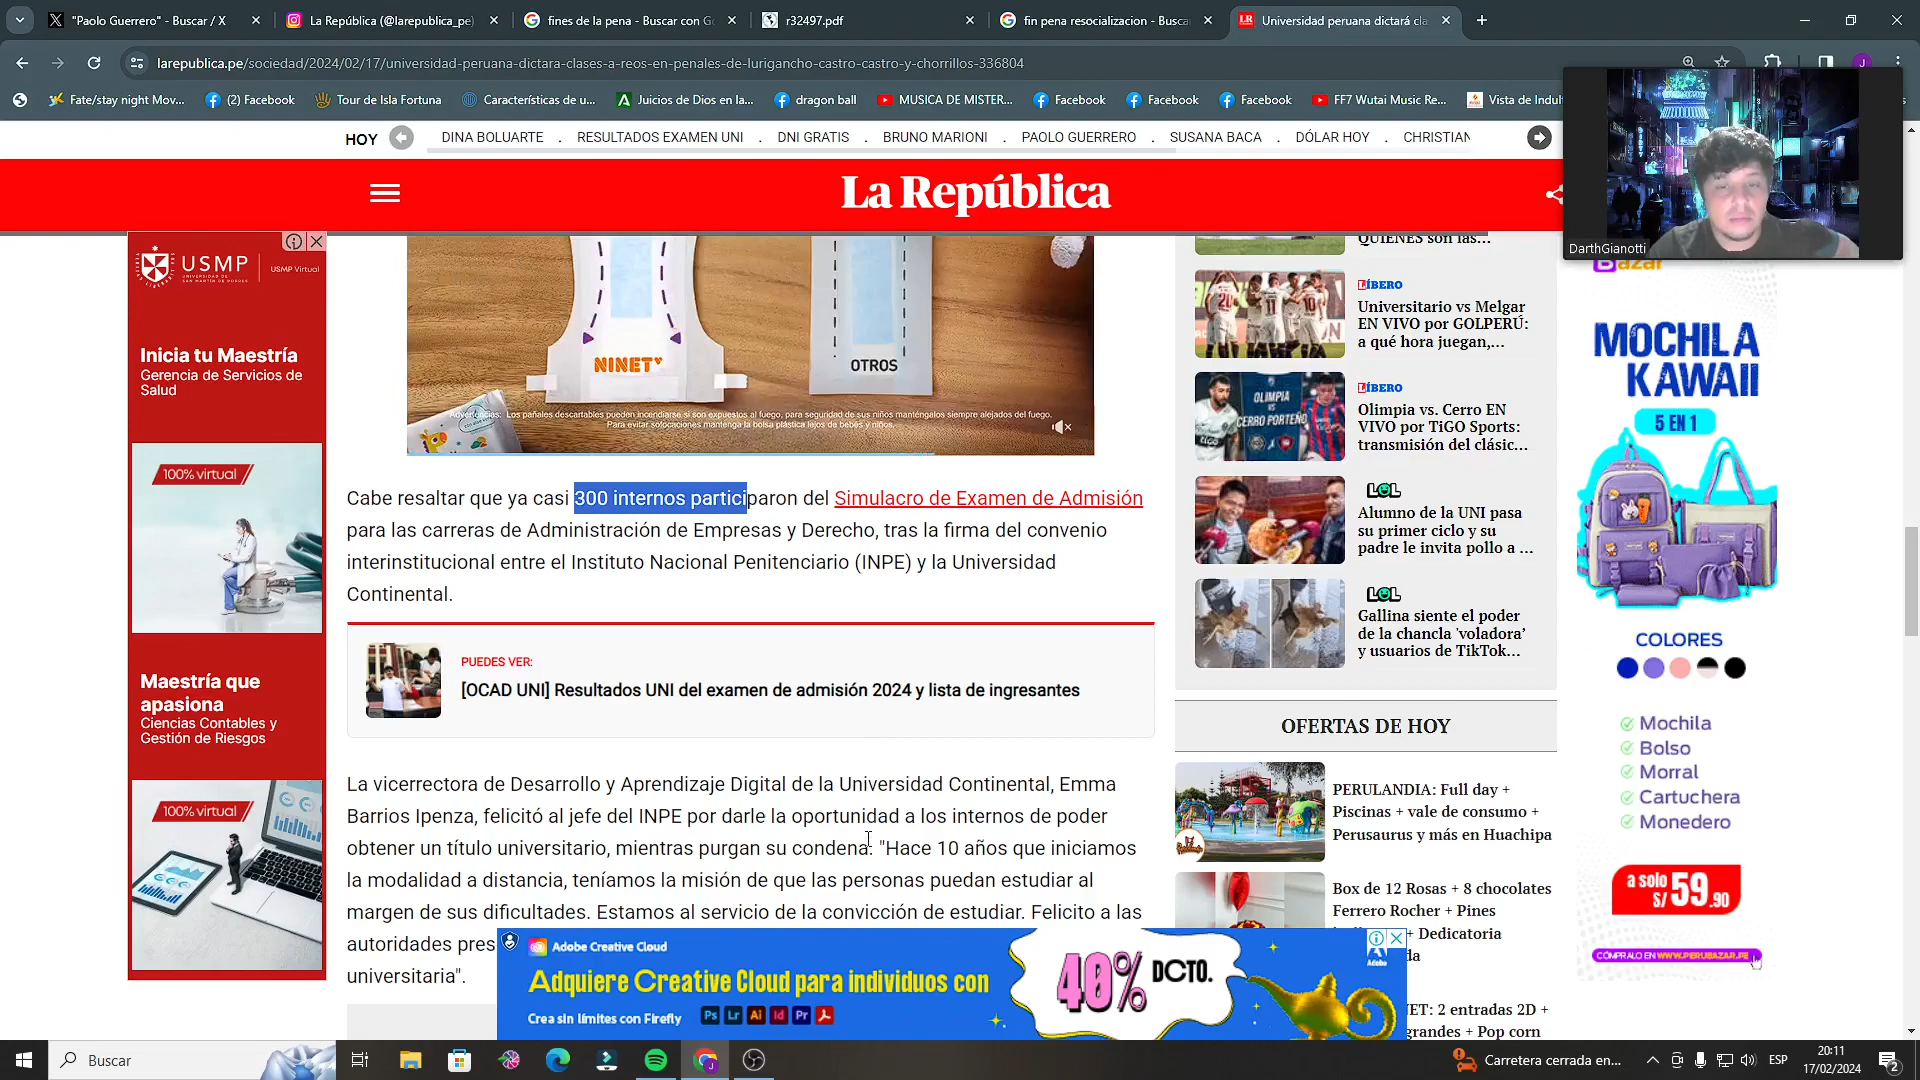 "Paolo Guerrero" - Buscar / X
La República (@larepublica_pe)
fines de la pena - Buscar con G
r32497.pdf
fin pena resocializacion - Busca
Universidad peruana dictará cla
larepublica.pe/sociedad/2024/02/17/universidad-peruana-dictara-clases-a-reos-en-penales-de-lurigancho-castro-castro-y-chorrillos-336804
Fate/stay night Mov...
(2) Facebook
Tour de Isla Fortuna
Características de u...
Juicios de Dios en la...
dragon ball
MUSICA DE MISTER...
Facebook
Facebook
Facebook
FF7 Wutai Music Re...
Vista de Indul
HOY
DINA BOLUARTE . RESULTADOS EXAMEN UNI . DNI GRATIS . BRUNO MARIONI . PAOLO GUERRERO . SUSANA BACA . DÓLAR HOY . CHRISTIAN
La República
DarthGianotti
USMP
UNIVERSIDAD DE
SAN MARTÍN DE PORRES
USMP Virtual
Inicia tu Maestría
Gerencia de Servicios de
Salud
100% virtual
Maestría que
apasiona
Ciencias Contables y
Gestión de Riesgos
100% virtual
NINET
OTROS
Advertencias: Los pañales descartables pueden incendiarse si son expuestos al fuego, para seguridad de sus niños manténgalos siempre alejados del fuego.
Para evitar sofocaciones mantenga la bolsa plástica lejos de bebés y niños.
Cabe resaltar que ya casi 300 internos participaron del Simulacro de Examen de Admisión
para las carreras de Administración de Empresas y Derecho, tras la firma del convenio
interinstitucional entre el Instituto Nacional Penitenciario (INPE) y la Universidad
Continental.
PUEDES VER:
[OCAD UNI] Resultados UNI del examen de admisión 2024 y lista de ingresantes
La vicerrectora de Desarrollo y Aprendizaje Digital de la Universidad Continental, Emma
Barrios Ipenza, felicitó al jefe del INPE por darle la oportunidad a los internos de poder
obtener un título universitario, mientras purgan su condena. "Hace 10 años que iniciamos
la modalidad a distancia, teníamos la misión de que las personas puedan estudiar al
margen de sus dificultades. Estamos al servicio de la convicción de estudiar. Felicito a las
autoridades pres
universitaria".
QUIÉNES son las...
LÍBERO
Universitario vs Melgar
EN VIVO por GOLPERÚ:
a qué hora juegan,...
OLIMPIA
VS
CERRO PORTEÑO
LÍBERO
Olimpia vs. Cerro EN
VIVO por TiGO Sports:
transmisión del clásic...
LOL
Alumno de la UNI pasa
su primer ciclo y su
padre le invita pollo a ...
LOL
Gallina siente el poder
de la chancla 'voladora'
y usuarios de TikTok...
OFERTAS DE HOY
PERULANDIA: Full day +
Piscinas + vale de consumo +
Perusaurus y más en Huachipa
Box de 12 Rosas + 8 chocolates
Ferrero Rocher + Pines
+ Dedicatoria
da
NET: 2 entradas 2D +
grandes + Pop corn
Bazar
MOCHILA
KAWAII
5 EN 1
COLORES
Mochila
Bolso
Morral
Cartuchera
Monedero
a solo
S/ 59.90
CÓMPRALO EN WWW.PERUBAZAR.PE
Adobe Creative Cloud
Adquiere Creative Cloud para individuos con
Crea sin límites con Firefly
Ps Lr Ai Id Pr
40% DCTO.
Adobe
Buscar
Carretera cerrada en...
ESP
20:11
17/02/2024
2